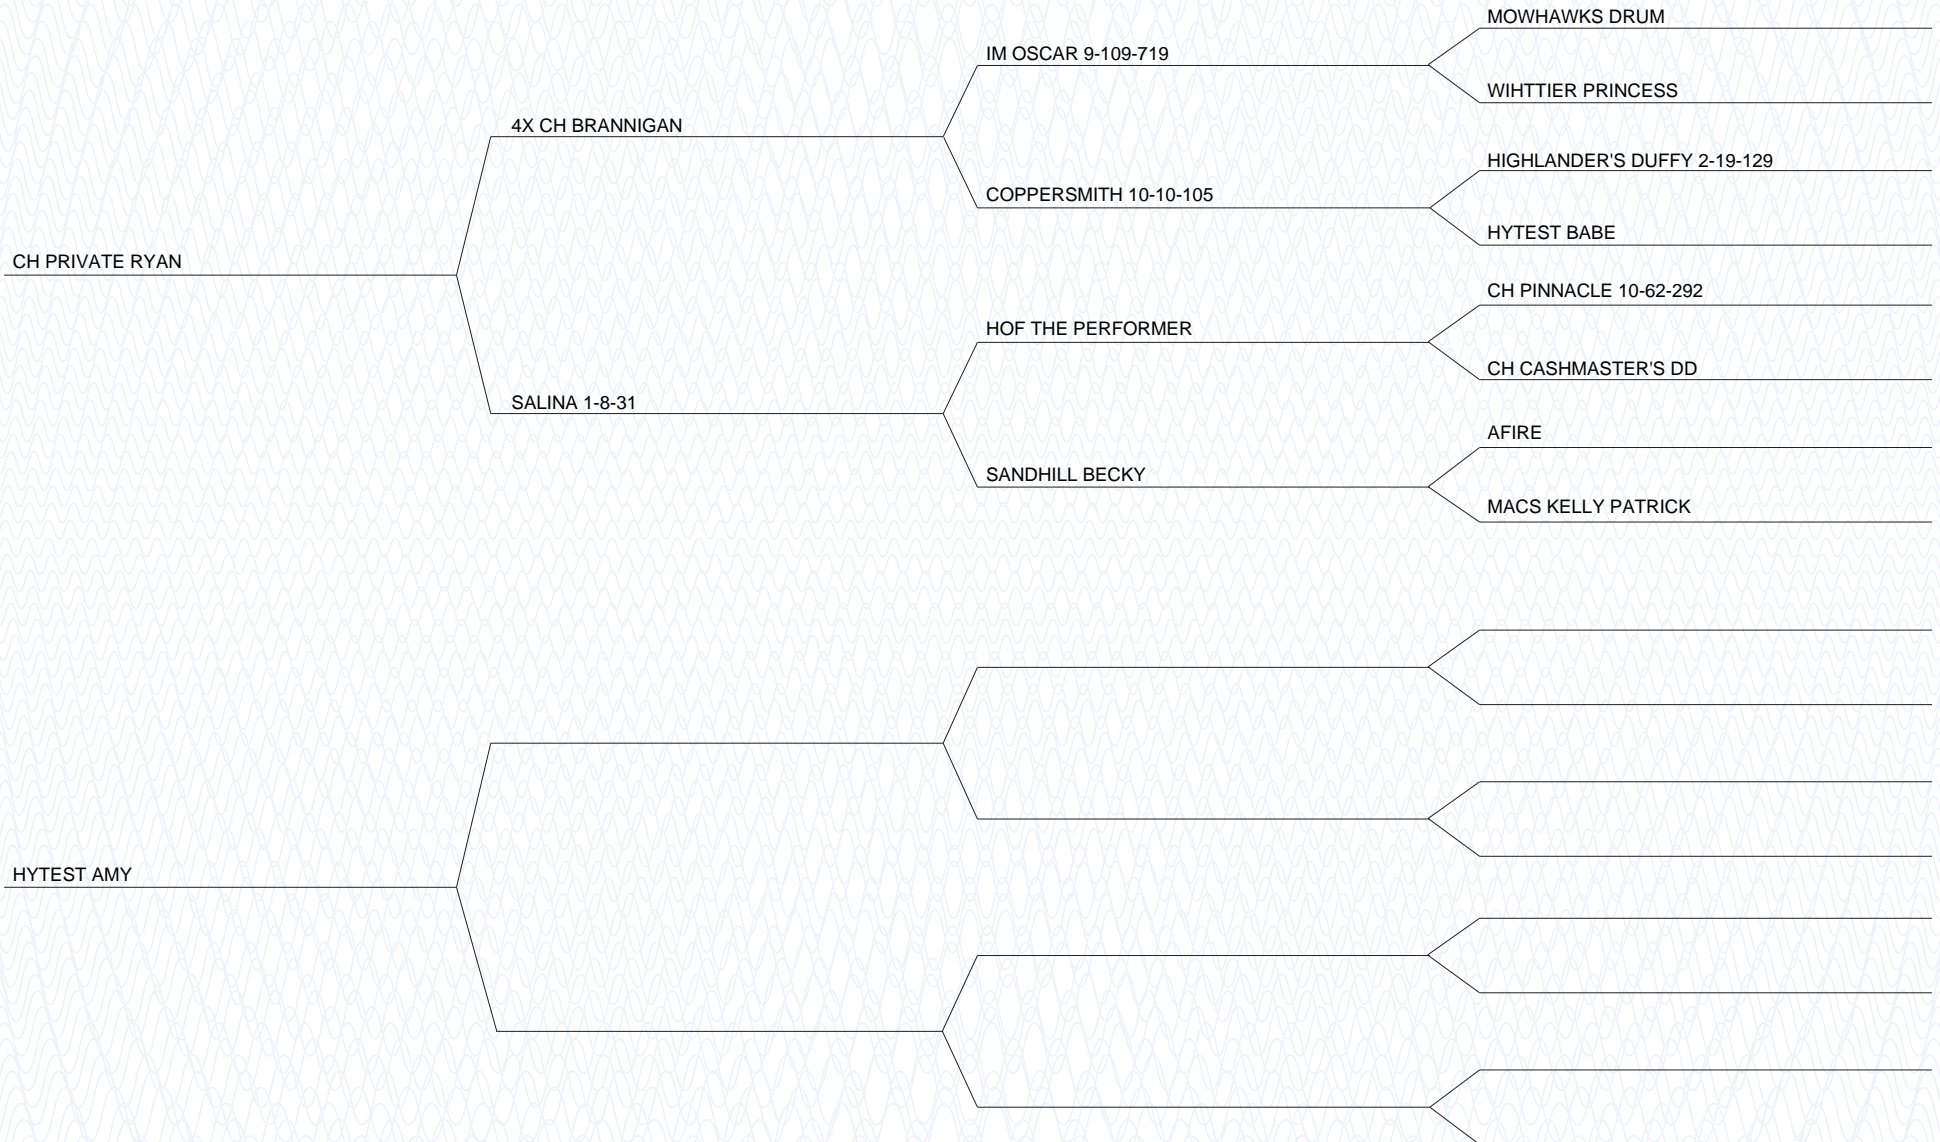 MOWHAWKS DRUM
IM OSCAR 9-109-719
WIHTTIER PRINCESS
4X CH BRANNIGAN
HIGHLANDER'S DUFFY 2-19-129
COPPERSMITH 10-10-105
HYTEST BABE
CH PRIVATE RYAN
CH PINNACLE 10-62-292
HOF THE PERFORMER
CH CASHMASTER'S DD
SALINA 1-8-31
AFIRE
SANDHILL BECKY
MACS KELLY PATRICK
HYTEST AMY